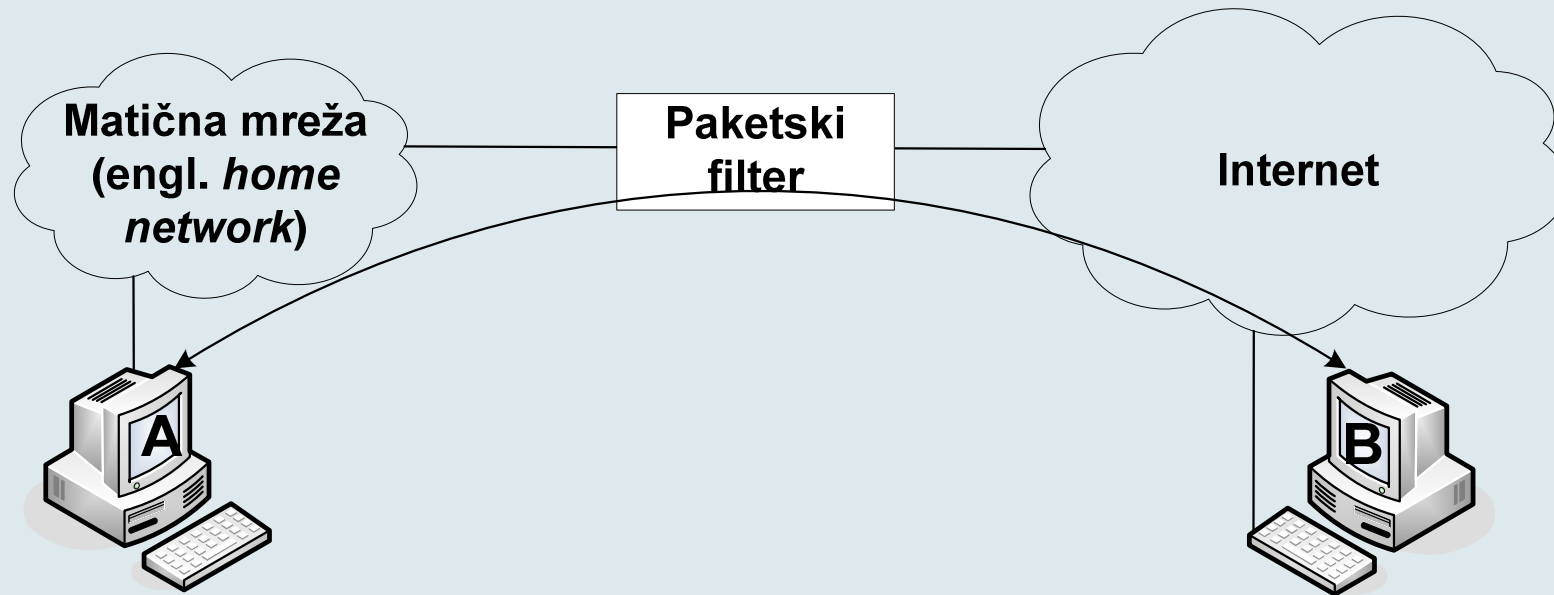 Matična mreža
(engl. home
network)
Paketski
filter
Internet
A
B